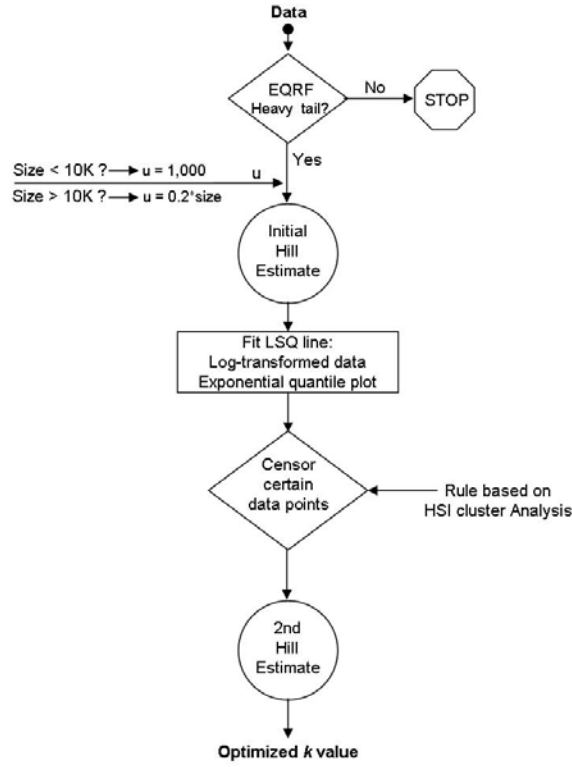 Data
EQRF
Heavy tail?
No
STOP
Yes
Size < 10K ? → u = 1,000
u
Size > 10K ? → u = 0.2*size
Initial
Hill
Estimate
Fit LSQ line:
Log-transformed data
Exponential quantile plot
Censor
certain
data points
Rule based on
HSI cluster Analysis
2nd
Hill
Estimate
Optimized k value